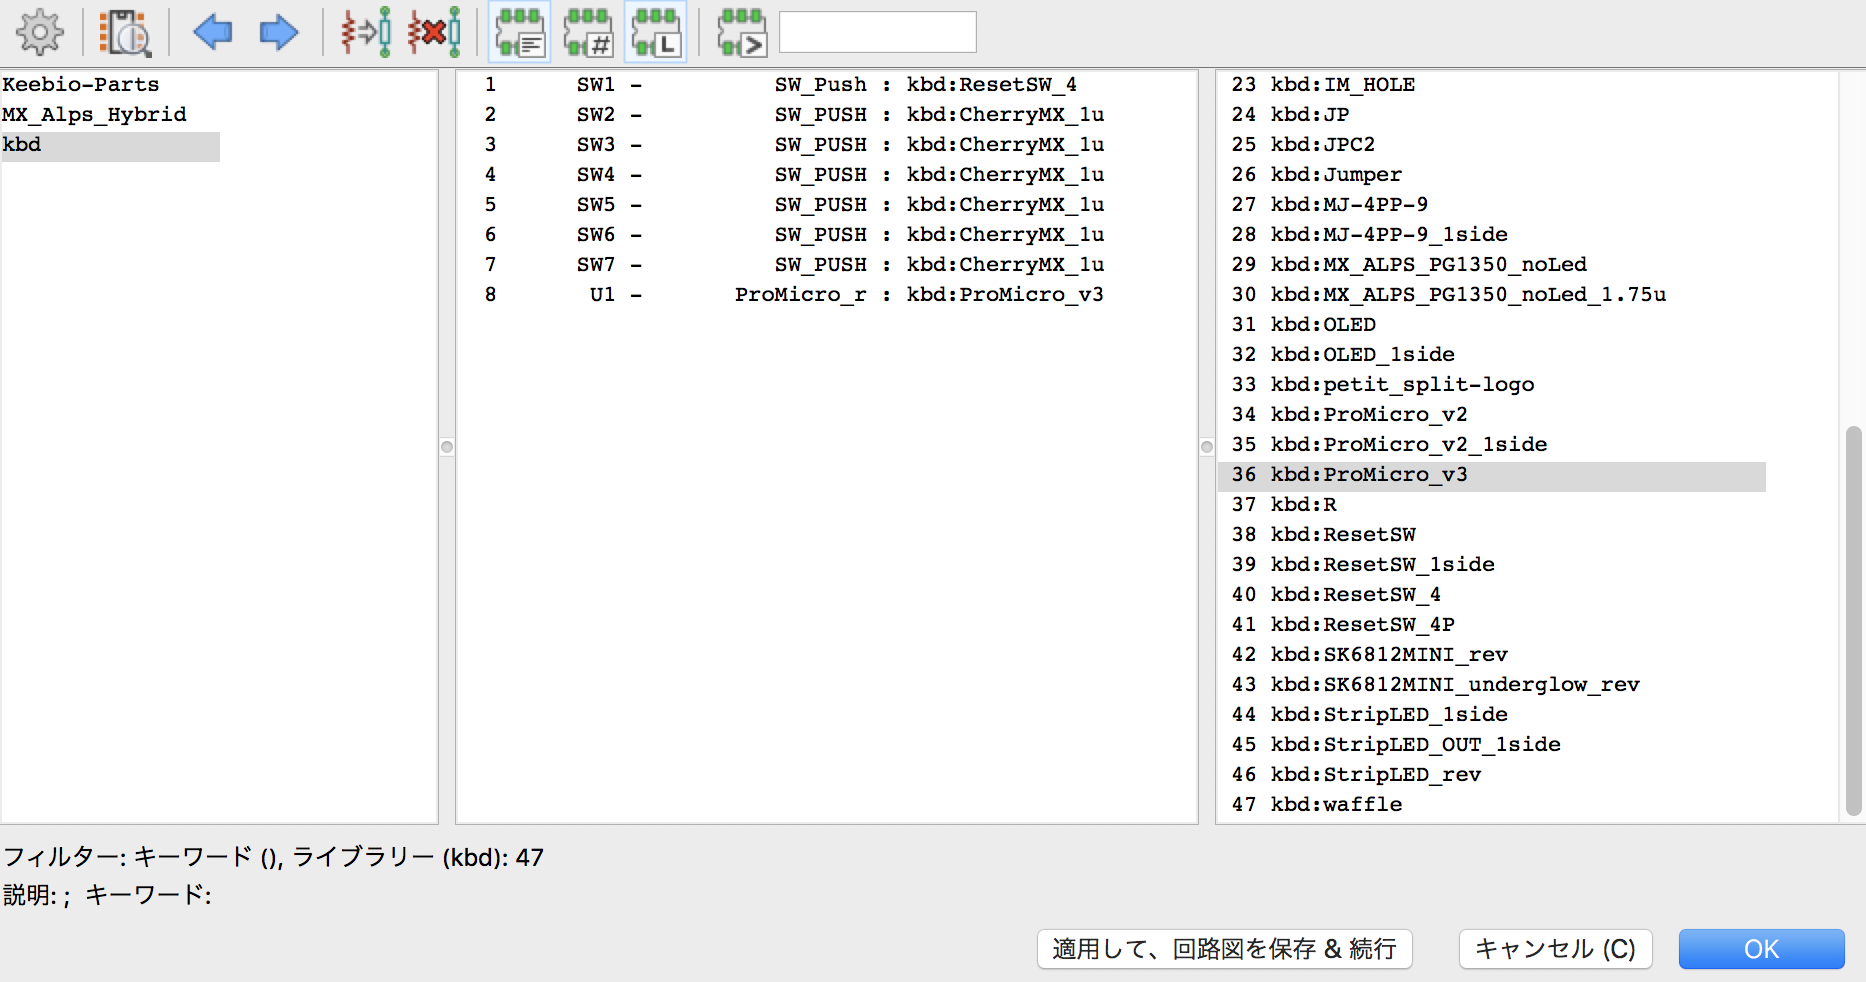 #
L
>
Keebio-Parts
MX_Alps_Hybrid
kbd
1 SW1 - SW_Push : kbd:ResetSW_4
2 SW2 - SW_PUSH : kbd:CherryMX_1u
3 SW3 - SW_PUSH : kbd:CherryMX_1u
4 SW4 - SW_PUSH : kbd:CherryMX_1u
5 SW5 - SW_PUSH : kbd:CherryMX_1u
6 SW6 - SW_PUSH : kbd:CherryMX_1u
7 SW7 - SW_PUSH : kbd:CherryMX_1u
8 U1 - ProMicro_r : kbd:ProMicro_v3
23 kbd:IM_HOLE
24 kbd:JP
25 kbd:JPC2
26 kbd:Jumper
27 kbd:MJ-4PP-9
28 kbd:MJ-4PP-9_1side
29 kbd:MX_ALPS_PG1350_noLed
30 kbd:MX_ALPS_PG1350_noLed_1.75u
31 kbd:OLED
32 kbd:OLED_1side
33 kbd:petit_split-logo
34 kbd:ProMicro_v2
35 kbd:ProMicro_v2_1side
36 kbd:ProMicro_v3
37 kbd:R
38 kbd:ResetSW
39 kbd:ResetSW_1side
40 kbd:ResetSW_4
41 kbd:ResetSW_4P
42 kbd:SK6812MINI_rev
43 kbd:SK6812MINI_underglow_rev
44 kbd:StripLED_1side
45 kbd:StripLED_OUT_1side
46 kbd:StripLED_rev
47 kbd:waffle
フィルター: キーワード (), ライブラリー (kbd): 47
説明: ;  キーワード:
適用して、回路図を保存 & 続行
キャンセル (C)
OK